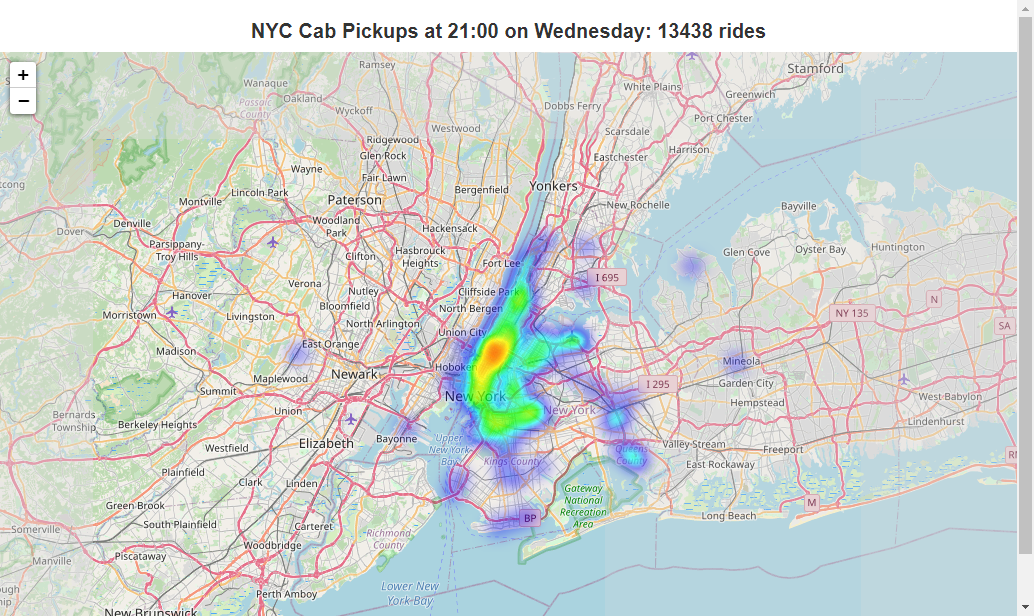 NYC Cab Pickups at 21:00 on Wednesday: 13438 rides
+
−
Ramsey
Stamford
White Plains
Greenwich
Wanaque
Oakland
Passaic
County
Wyckoff
Dobbs Ferry
Port Chester
Westwood
Scarsdale
Ridgewood
Harrison
Glen Rock
Eastchester
Wayne
Fair Lawn
Lincoln Park
Bergenfield
Yonkers
Montville
Paterson
New Rochelle
Bayville
Denville
Woodland
Park
Hackensack
Dover
Parsippany-
Troy Hills
Clifton
Hasbrouck
Heights
Fort Lee
Glen Cove
Oyster Bay
Huntington
I 695
Verona
Nutley
Cliffside Park
Hanover
Bloomfield
North Bergen
N
NY 135
Morristown
Livingston
North Arlington
Union City
SA
East Orange
Madison
Mineola
Hoboken
Maplewood
Newark
Summit
I 295
Garden City
New York
West Babylon
Hempstead
Union
New York
Bernards
Township
Berkeley Heights
Lindenhurst
Elizabeth
Bayonne
Upper
New York
Bay
Valley Stream
Freeport
Westfield
Queens
County
Kings County
East Rockaway
Plainfield
Clark
Linden
Gateway
National
Recreation
Area
M
Green Brook
BP
Long Beach
South Plainfield
Carteret
Somerville
Richmond
County
Woodbridge
Piscataway
Manville
Lower New
York Bay
Perth Amboy
New Brunswick